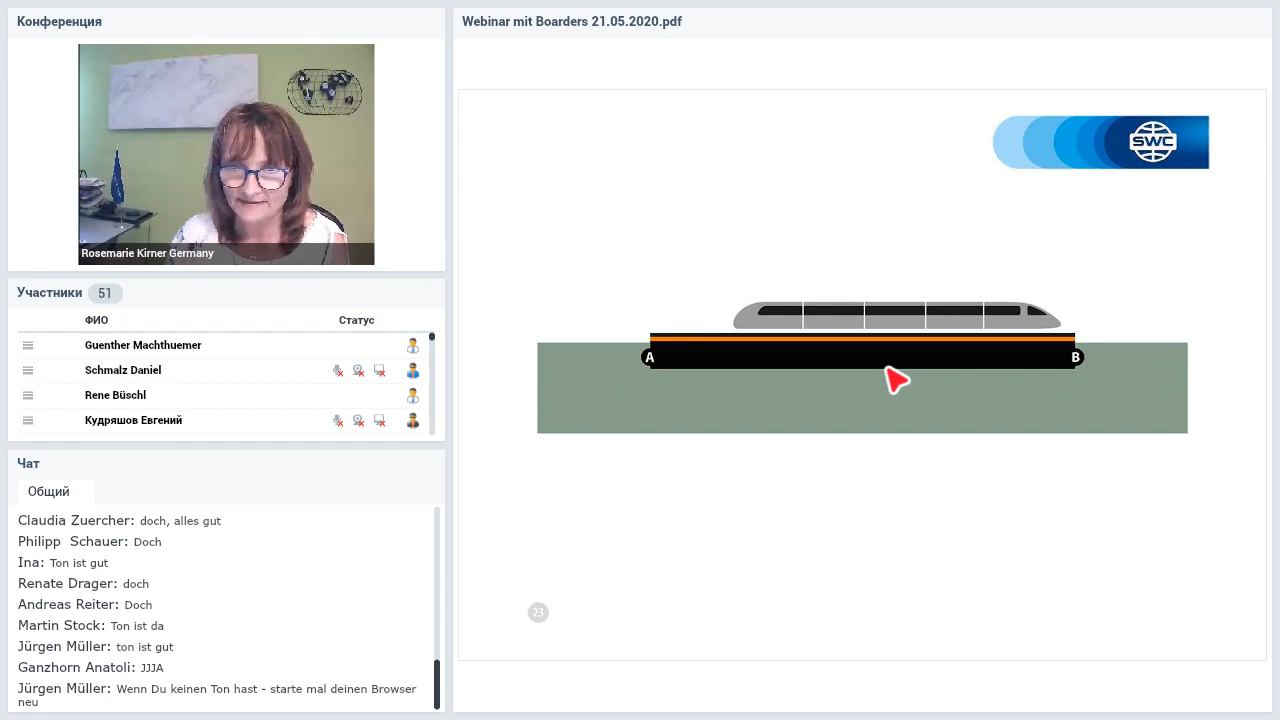 Конференция
Rosemarie Kirner Germany
Участники 51
ФИО Статус
Guenther Machthuemer
Schmalz Daniel
Rene Büschl
Кудряшов Евгений
Чат
Общий
Claudia Zuercher: doch, alles gut
Philipp Schauer: Doch
Ina: Ton ist gut
Renate Drager: doch
Andreas Reiter: Doch
Martin Stock: Ton ist da
Jürgen Müller: ton ist gut
Ganzhorn Anatoli: JJJA
Jürgen Müller: Wenn Du keinen Ton hast - starte mal deinen Browser
neu
Webinar mit Boarders 21.05.2020.pdf
SWC
A B
23